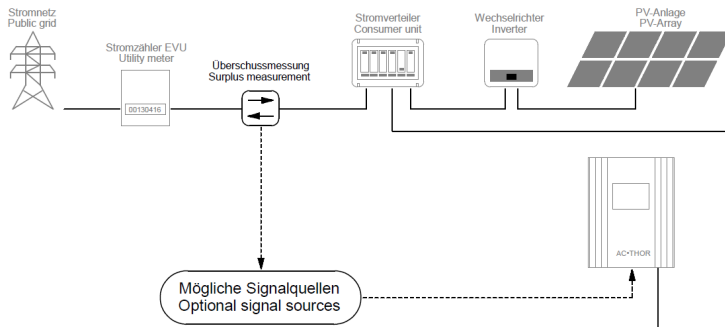 Stromnetz
Public grid
Stromzähler EVU
Utility meter
00130416
Überschussmessung
Surplus measurement
Stromverteiler
Consumer unit
Wechselrichter
Inverter
PV-Anlage
PV-Array
AC•THOR
Mögliche Signalquellen
Optional signal sources